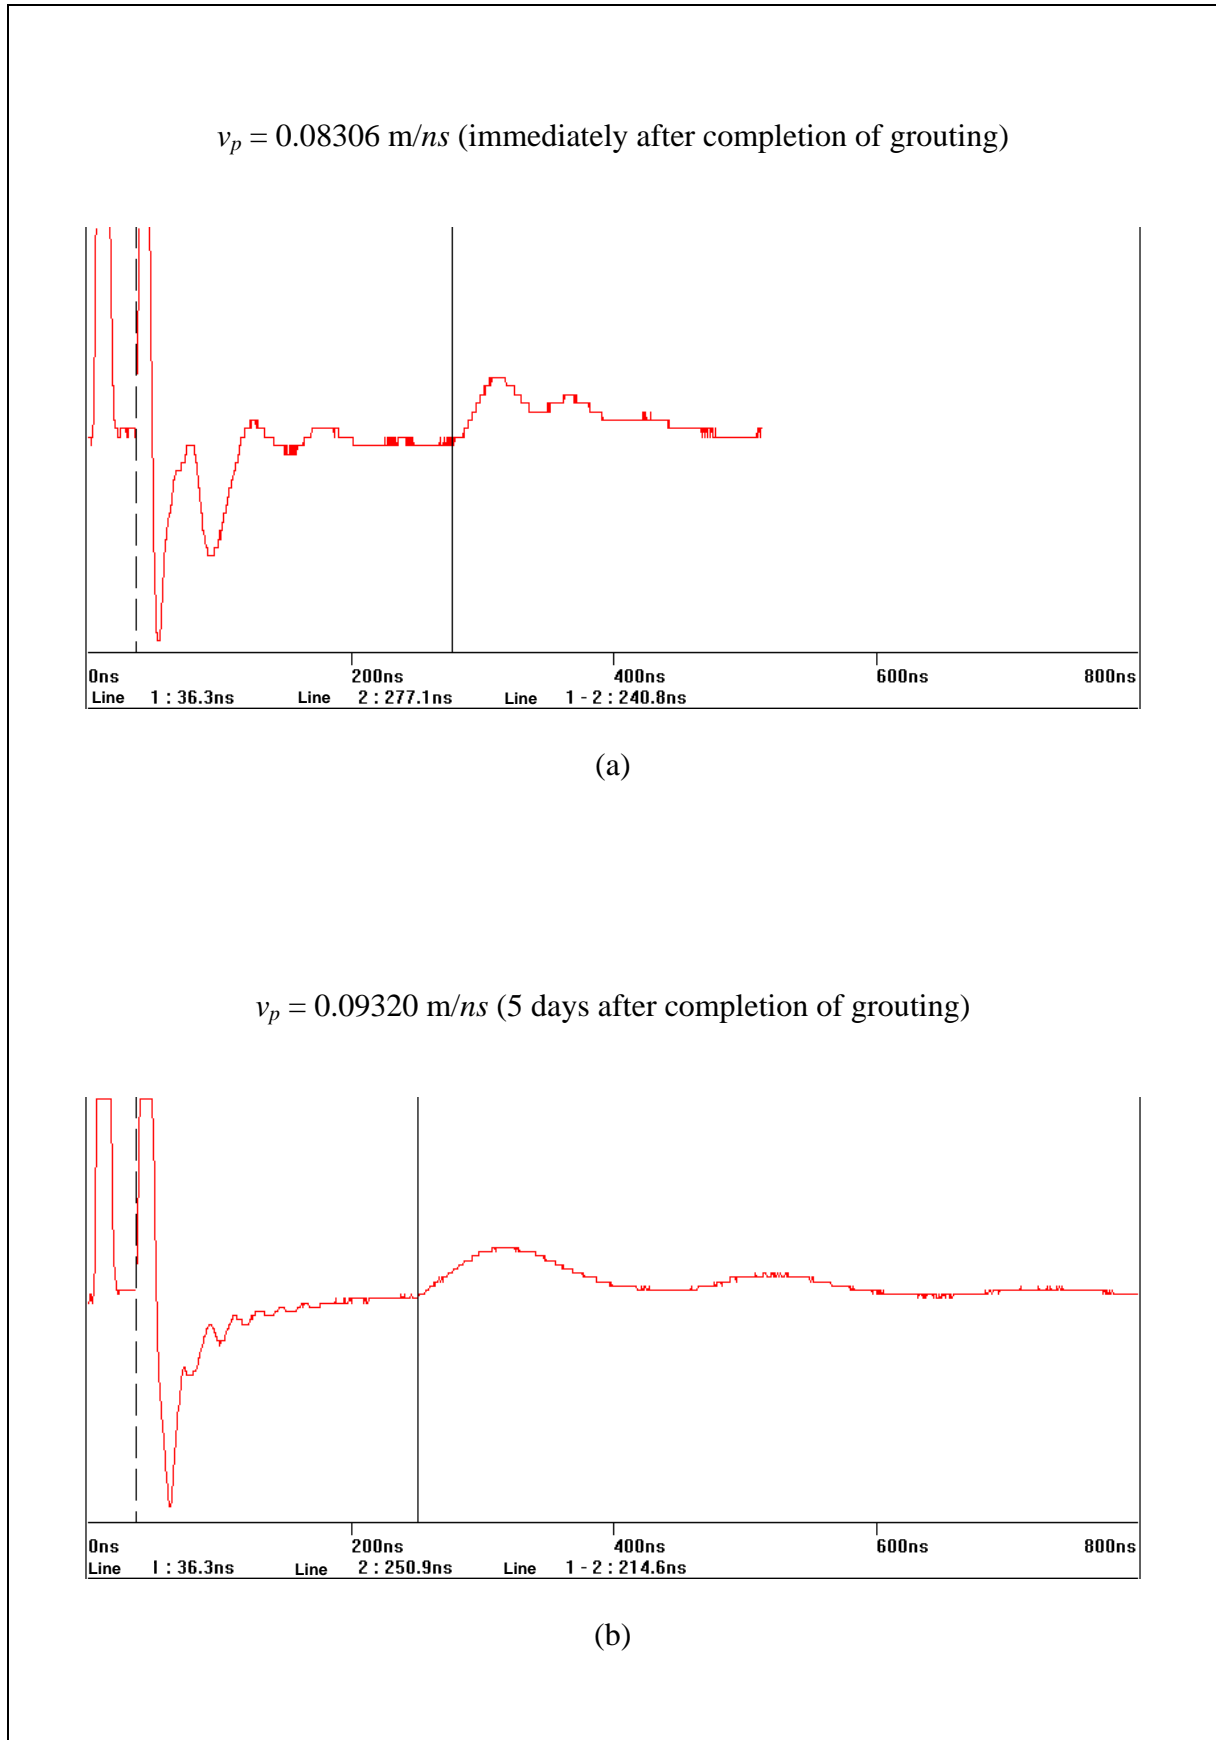 vp = 0.08306 m/ns (immediately after completion of grouting)
0ns 200ns 400ns 600ns 800ns
Line 1 : 36.3ns Line 2 : 277.1ns Line 1 - 2 : 240.8ns
(a)
vp = 0.09320 m/ns (5 days after completion of grouting)
0ns 200ns 400ns 600ns 800ns
Line 1 : 36.3ns Line 2 : 250.9ns Line 1 - 2 : 214.6ns
(b)